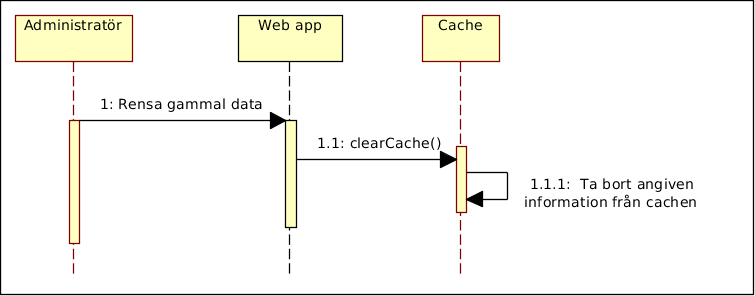 Administratör
Web app
Cache
1: Rensa gammal data
1.1: clearCache()
1.1.1:  Ta bort angiven
information från cachen